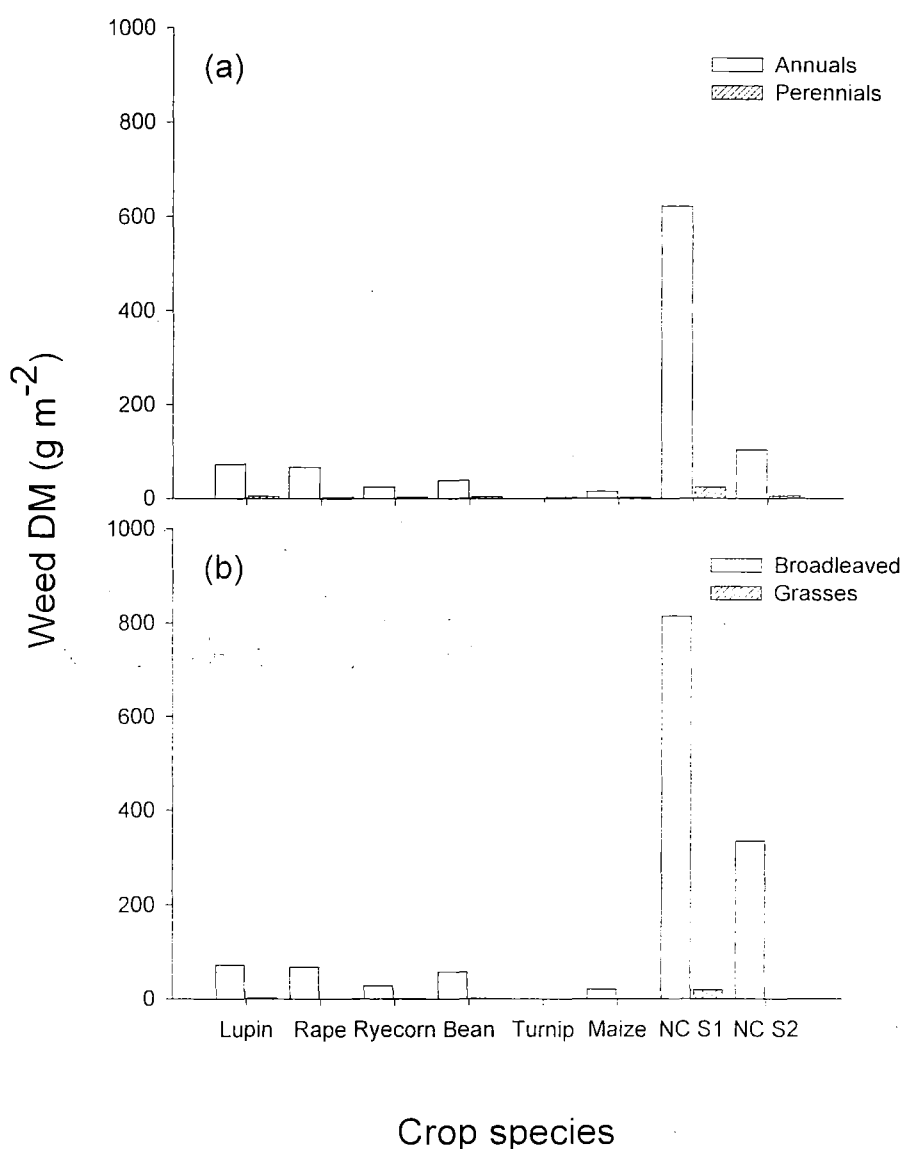 1000
(a)
Annuals
Perennials
800
600
400
200
0
Weed DM (g m⁻²)
1000
(b)
Broadleaved
Grasses
800
600
400
200
0
Lupin Rape Ryecorn Bean Turnip Maize NC S1 NC S2
Crop species